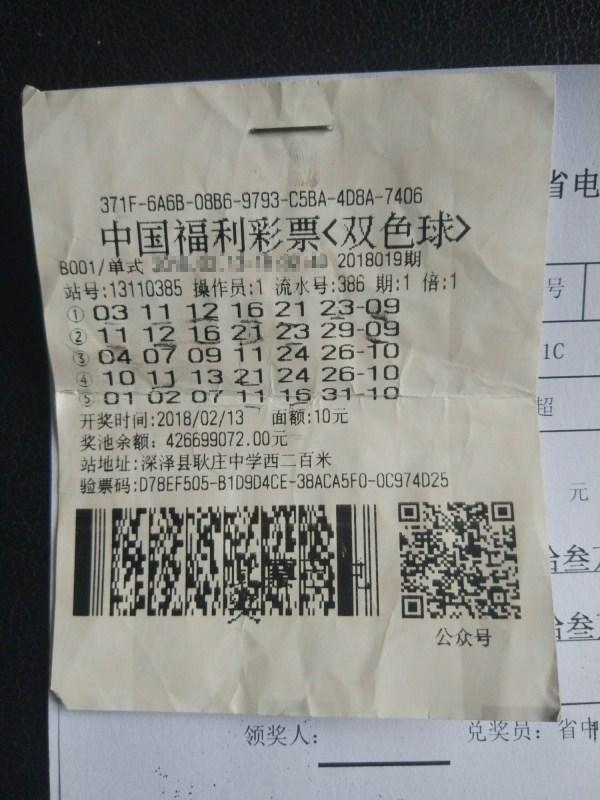 371F-6A6B-08B6-9793-C5BA-4D8A-7406
中国福利彩票<双色球>
B001/单式 2018019期
站号:13110385 操作员:1 流水号:386 期:1 倍:1
① 03 11 12 16 21 23-09
② 11 12 16 21 23 29-09
③ 04 07 09 11 24 26-10
④ 10 11 13 21 24 26-10
⑤ 01 02 07 11 16 31-10
开奖时间:2018/02/13 面额:10元
奖池余额: 426699072.00元
站地址:深泽县耿庄中学西二百米
验票码:D78EF505-B1D9D4CE-38ACA5F0-0C974D25
公众号
省电
号
1C
超
元
拾叁
拾叁
领奖人:
兑奖员: 省中